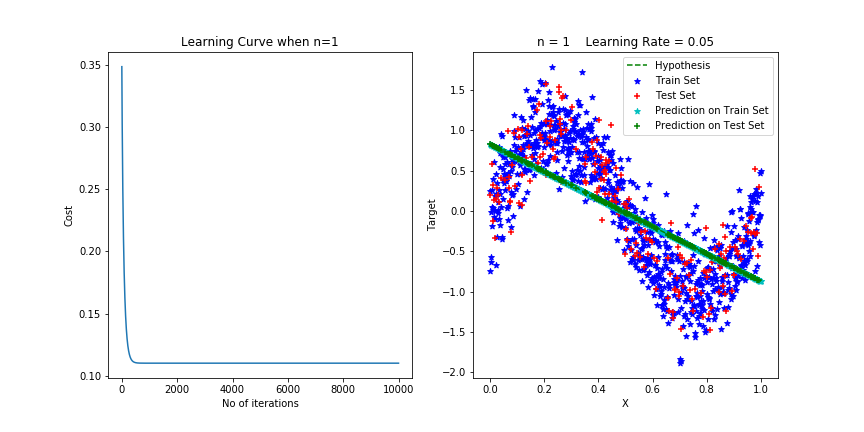 Learning Curve when n=1
0.35
0.30
0.25
0.20
0.15
0.10
Cost
0
2000
4000
6000
8000
10000
No of iterations
n = 1    Learning Rate = 0.05
Hypothesis
Train Set
Test Set
Prediction on Train Set
Prediction on Test Set
1.5
1.0
0.5
0.0
−0.5
−1.0
−1.5
−2.0
Target
0.0
0.2
0.4
0.6
0.8
1.0
X